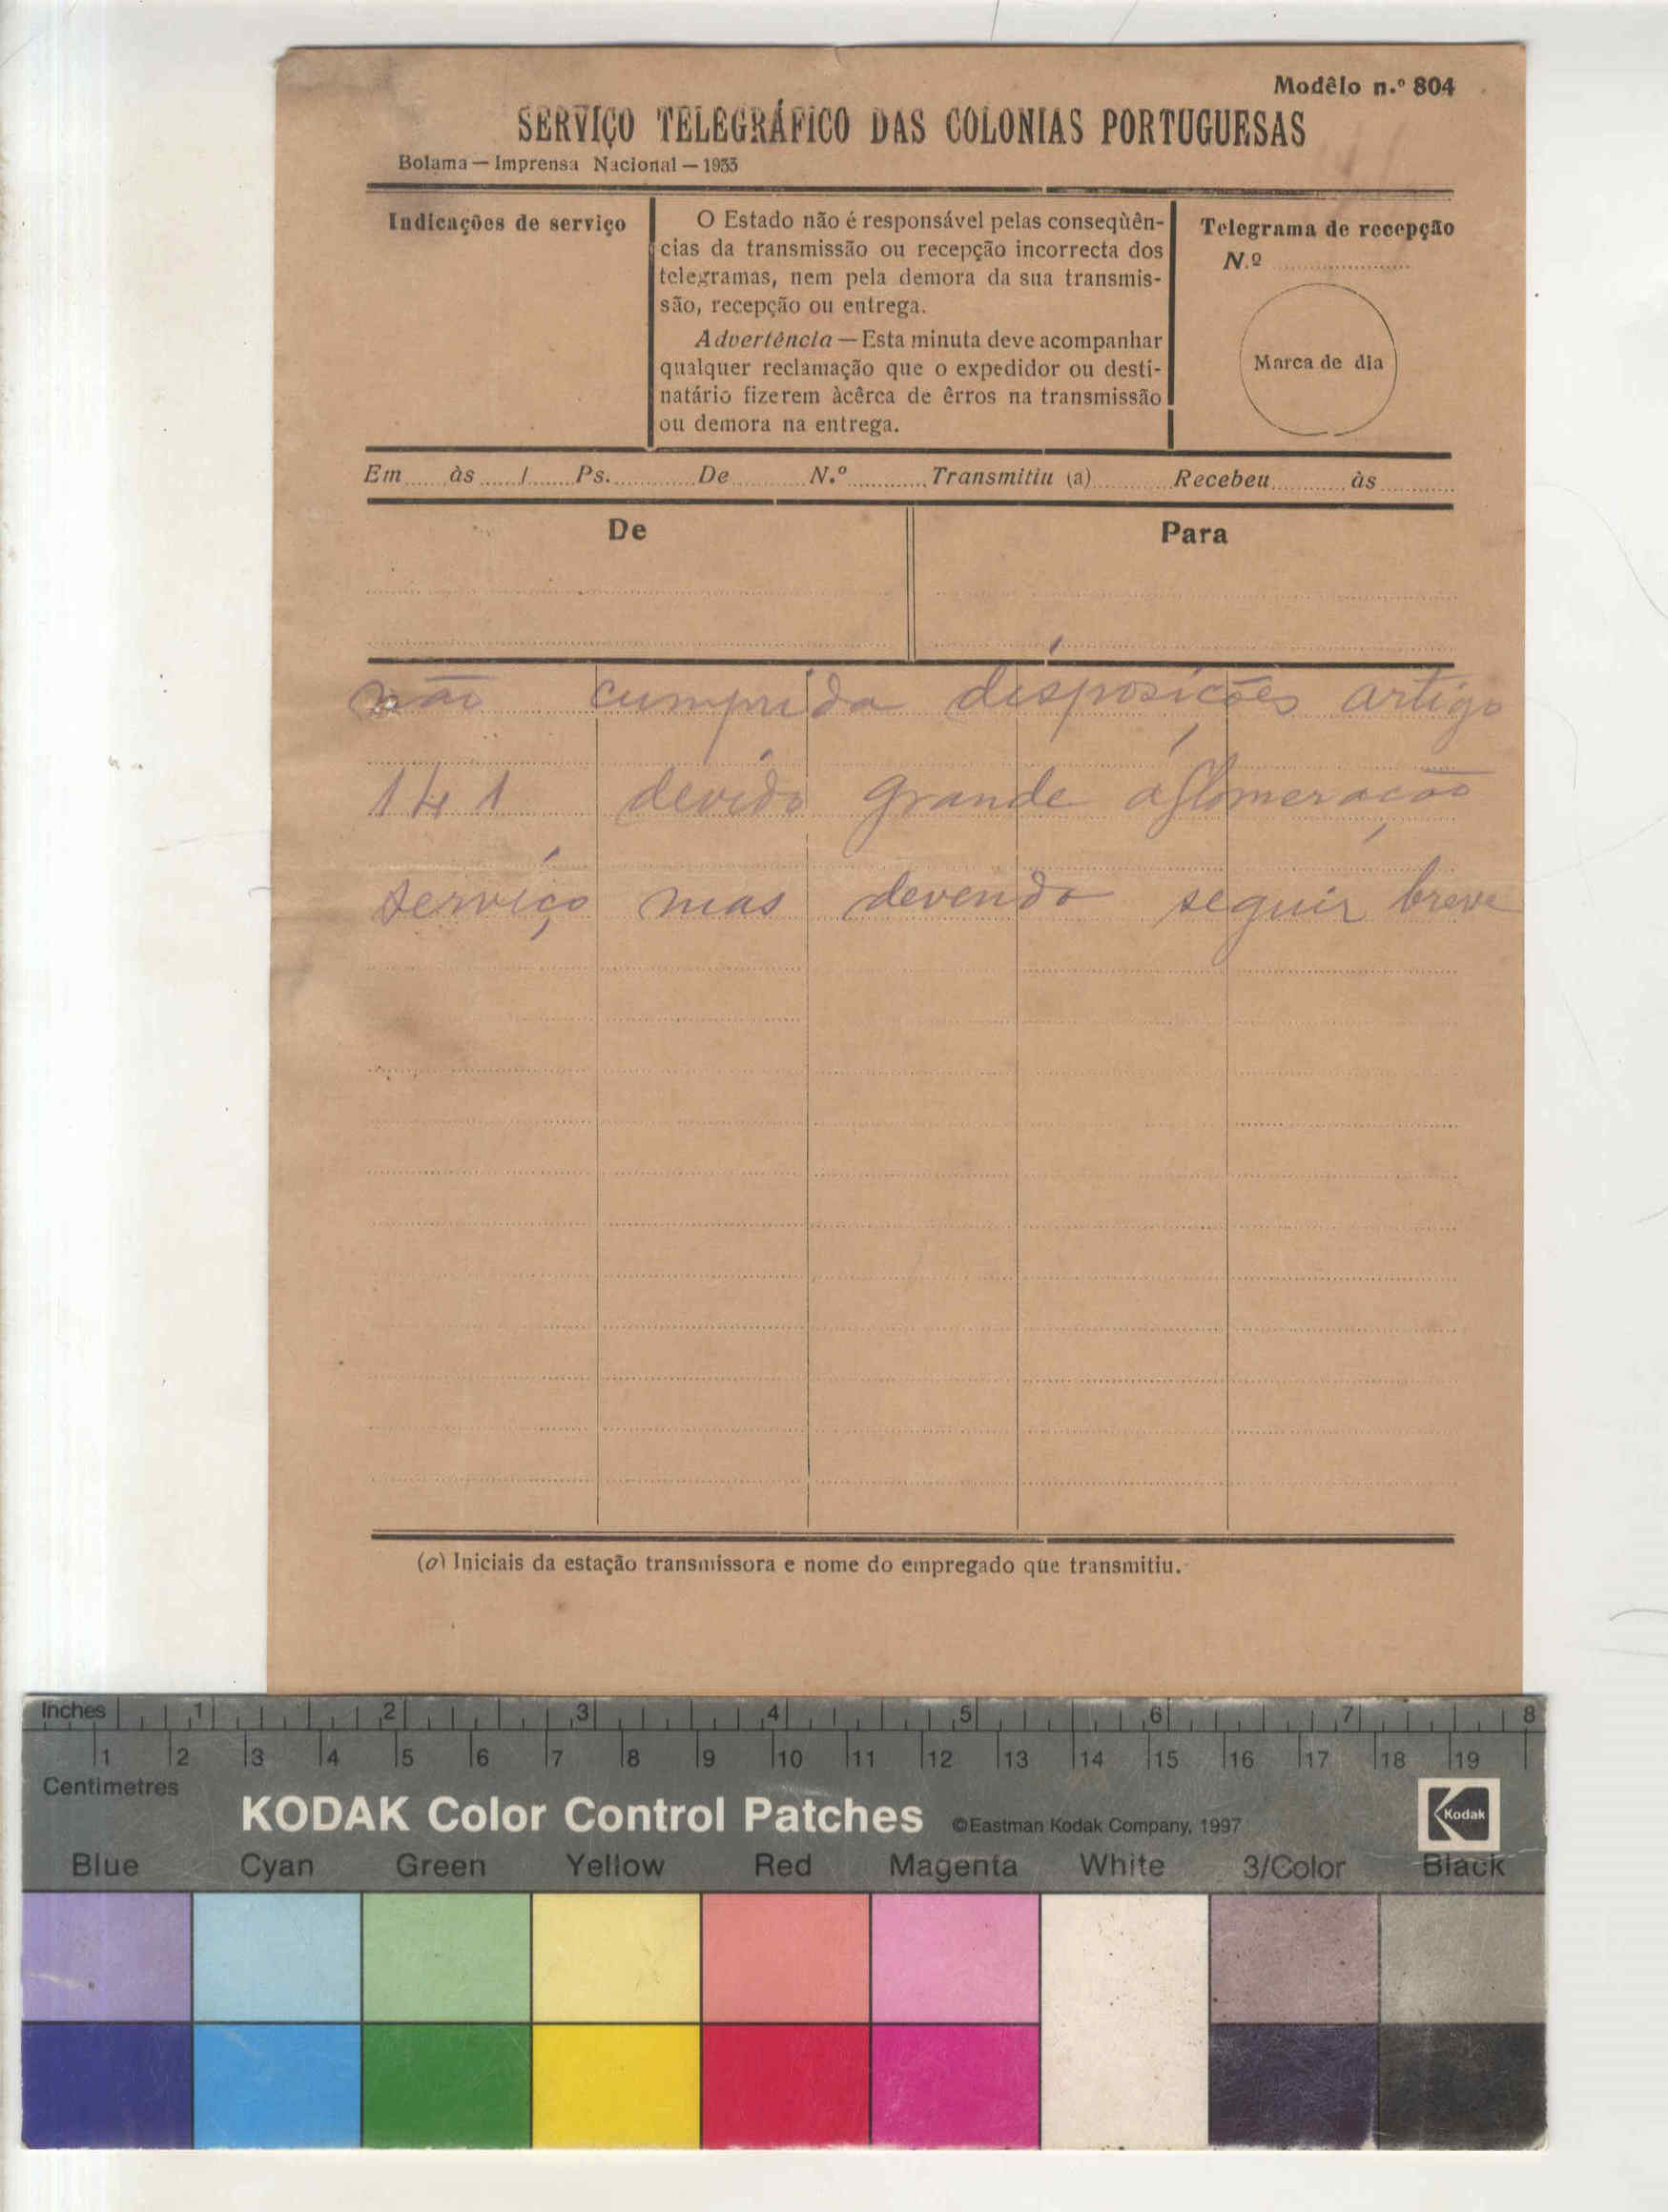 Modêlo n.º 804
SERVIÇO TELEGRÁFICO DAS COLONIAS PORTUGUESAS
Bolama — Imprensa Nacional — 1933
Indicações de serviço
O Estado não é responsável pelas conseqùên-
cias da transmissão ou recepção incorrecta dos
telegramas, nem pela demora da sua transmis-
são, recepção ou entrega.
Advertência — Esta minuta deve acompanhar
qualquer reclamação que o expedidor ou desti-
natário fizerem àcêrca de êrros na transmissão
ou demora na entrega.
Telegrama de recepção
N.º
Marca de dia
Em ...... às ...... / ...... Ps. ...... De ...... N.º ...... Transmitiu (a) ...... Recebeu ...... às ......
De
Para
não cumprida disposições artigo
141 devido grande aglomeração
serviço mas devendo seguir breve
(a) Iniciais da estação transmissora e nome do empregado que transmitiu.
Inches 1 2 3 4 5 6 7 8
1 2 3 4 5 6 7 8 9 10 11 12 13 14 15 16 17 18 19
Centimetres
KODAK Color Control Patches ©Eastman Kodak Company, 1997 Kodak
Blue Cyan Green Yellow Red Magenta White 3/Color Black